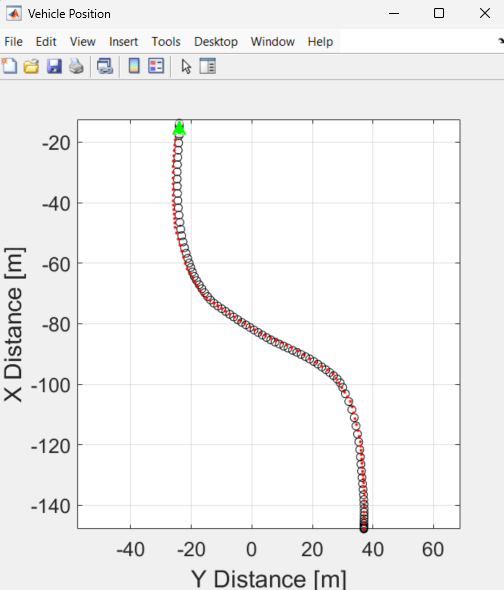 Vehicle Position
File Edit View Insert Tools Desktop Window Help
-20
-40
-60
-80
-100
-120
-140
X Distance [m]
-40 -20 0 20 40 60
Y Distance [m]